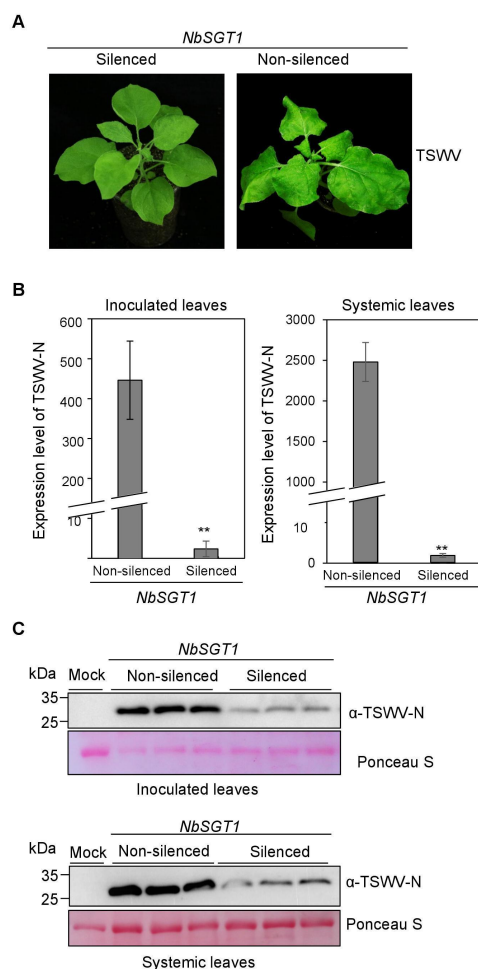 A
NbSGT1
Silenced
Non-silenced
TSWV
B
Inoculated leaves
Expression level of TSWV-N
600
500
400
300
200
10
**
Non-silenced
Silenced
NbSGT1
Systemic leaves
Expression level of TSWV-N
3000
2500
2000
1500
1000
10
0
**
Non-silenced
Silenced
NbSGT1
C
NbSGT1
kDa
Mock
Non-silenced
Silenced
35
25
α-TSWV-N
Ponceau S
Inoculated leaves
NbSGT1
kDa
Mock
Non-silenced
Silenced
35
25
α-TSWV-N
Ponceau S
Systemic leaves